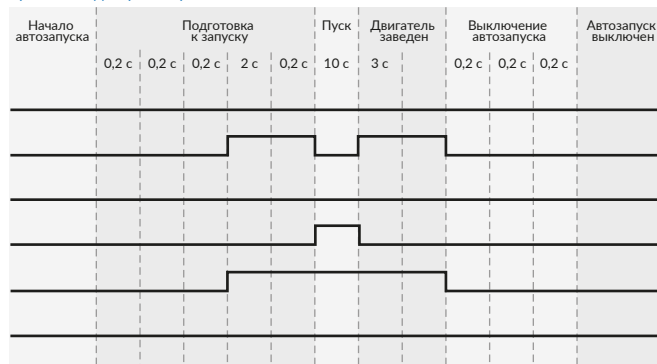 Начало
автозапуска
Подготовка
к запуску
Пуск
Двигатель
заведен
Выключение
автозапуска
Автозапуск
выключен
0,2 с 0,2 с 0,2 с 2 с 0,2 с 10 с 3 с 0,2 с 0,2 с 0,2 с